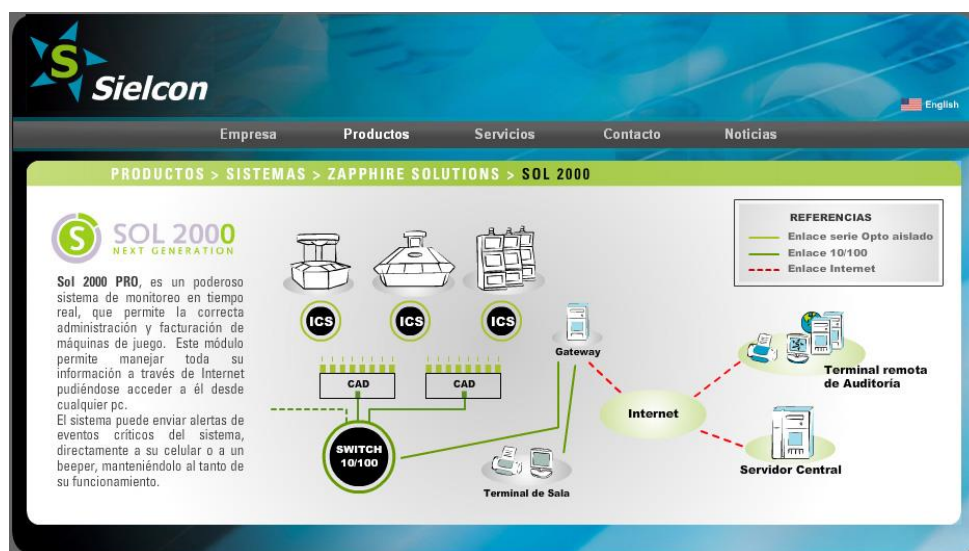 S
Sielcon
English
Empresa Productos Servicios Contacto Noticias
PRODUCTOS > SISTEMAS > ZAPPHIRE SOLUTIONS > SOL 2000
S SOL 2000
NEXT GENERATION
Sol 2000 PRO, es un poderoso
sistema de monitoreo en tiempo
real, que permite la correcta
administración y facturación de
máquinas de juego. Este módulo
permite manejar toda su
información a través de Internet
pudiéndose acceder a él desde
cualquier pc.
El sistema puede enviar alertas de
eventos críticos del sistema,
directamente a su celular o a un
beeper, manteniéndolo al tanto de
su funcionamiento.
REFERENCIAS
Enlace serie Opto aislado
Enlace 10/100
Enlace Internet
ICS ICS ICS
Gateway
CAD CAD
SWITCH
10/100
Terminal de Sala
Internet
Terminal remota
de Auditoría
Servidor Central